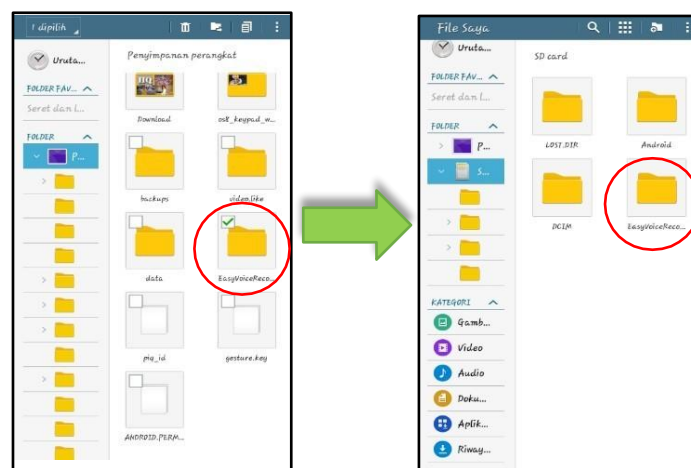 1 dipilih
Uruta...
FOLDER FAV...
Seret dan l...
FOLDER
P...
Penyimpanan perangkat
Download
osk_keypad_w...
backups
video.like
data
EasyVoiceReco...
piq_id
gesture.key
ANDROID.PERM...
File Saya
Uruta...
FOLDER FAV...
Seret dan l...
FOLDER
P...
S...
KATEGORI
Gamb...
Video
Audio
Doku...
Aplik...
Riway...
SD card
LOST.DIR
Android
DCIM
EasyVoiceReco...